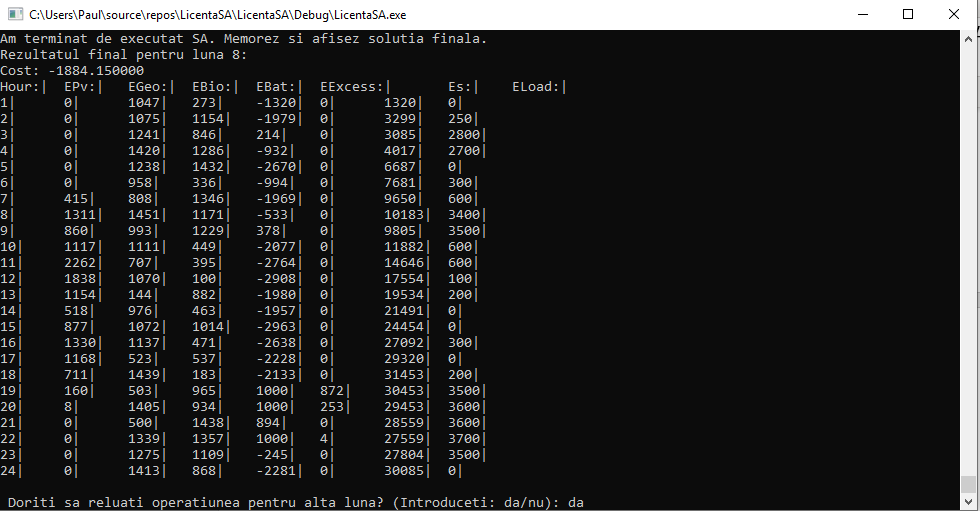 C:\Users\Paul\source\repos\LicentaSA\LicentaSA\Debug\LicentaSA.exe
Am terminat de executat SA. Memorez si afisez solutia finala.
Rezultatul final pentru luna 8:
Cost: -1884.150000
Hour:| EPv:| EGeo:| EBio:| EBat:| EExcess:| Es:| ELoad:|
1| 0| 1047| 273| -1320| 0| 1320| 0|
2| 0| 1075| 1154| -1979| 0| 3299| 250|
3| 0| 1241| 846| 214| 0| 3085| 2800|
4| 0| 1420| 1286| -932| 0| 4017| 2700|
5| 0| 1238| 1432| -2670| 0| 6687| 0|
6| 0| 958| 336| -994| 0| 7681| 300|
7| 415| 808| 1346| -1969| 0| 9650| 600|
8| 1311| 1451| 1171| -533| 0| 10183| 3400|
9| 860| 993| 1229| 378| 0| 9805| 3500|
10| 1117| 1111| 449| -2077| 0| 11882| 600|
11| 2262| 707| 395| -2764| 0| 14646| 600|
12| 1838| 1070| 100| -2908| 0| 17554| 100|
13| 1154| 144| 882| -1980| 0| 19534| 200|
14| 518| 976| 463| -1957| 0| 21491| 0|
15| 877| 1072| 1014| -2963| 0| 24454| 0|
16| 1330| 1137| 471| -2638| 0| 27092| 300|
17| 1168| 523| 537| -2228| 0| 29320| 0|
18| 711| 1439| 183| -2133| 0| 31453| 200|
19| 160| 503| 965| 1000| 872| 30453| 3500|
20| 8| 1405| 934| 1000| 253| 29453| 3600|
21| 0| 500| 1438| 894| 0| 28559| 3600|
22| 0| 1339| 1357| 1000| 4| 27559| 3700|
23| 0| 1275| 1109| -245| 0| 27804| 3500|
24| 0| 1413| 868| -2281| 0| 30085| 0|
Doriti sa reluati operatiunea pentru alta luna? (Introduceti: da/nu): da